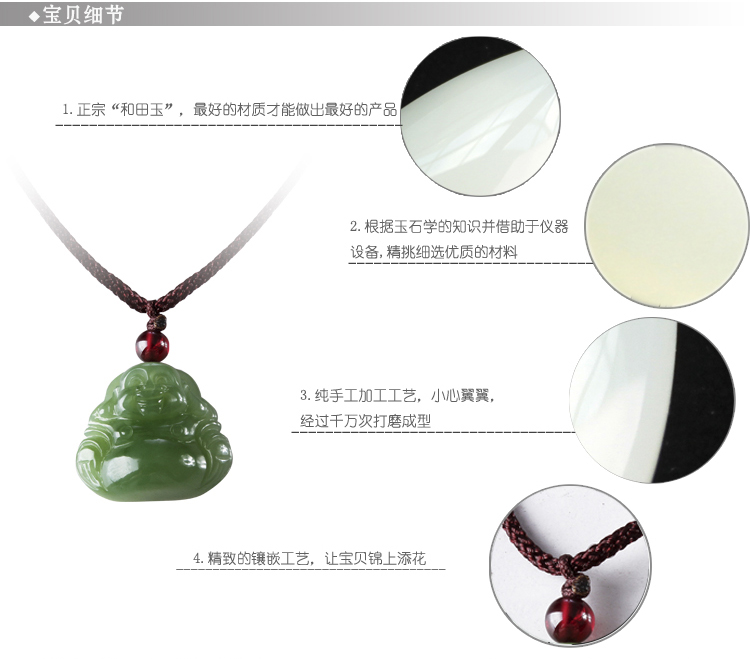 ◆宝贝细节
1.正宗“和田玉”，最好的材质才能做出最好的产品
2.根据玉石学的知识并借助于仪器
设备,精挑细选优质的材料
3.纯手工加工工艺，小心翼翼，
经过千万次打磨成型
4.精致的镶嵌工艺，让宝贝锦上添花